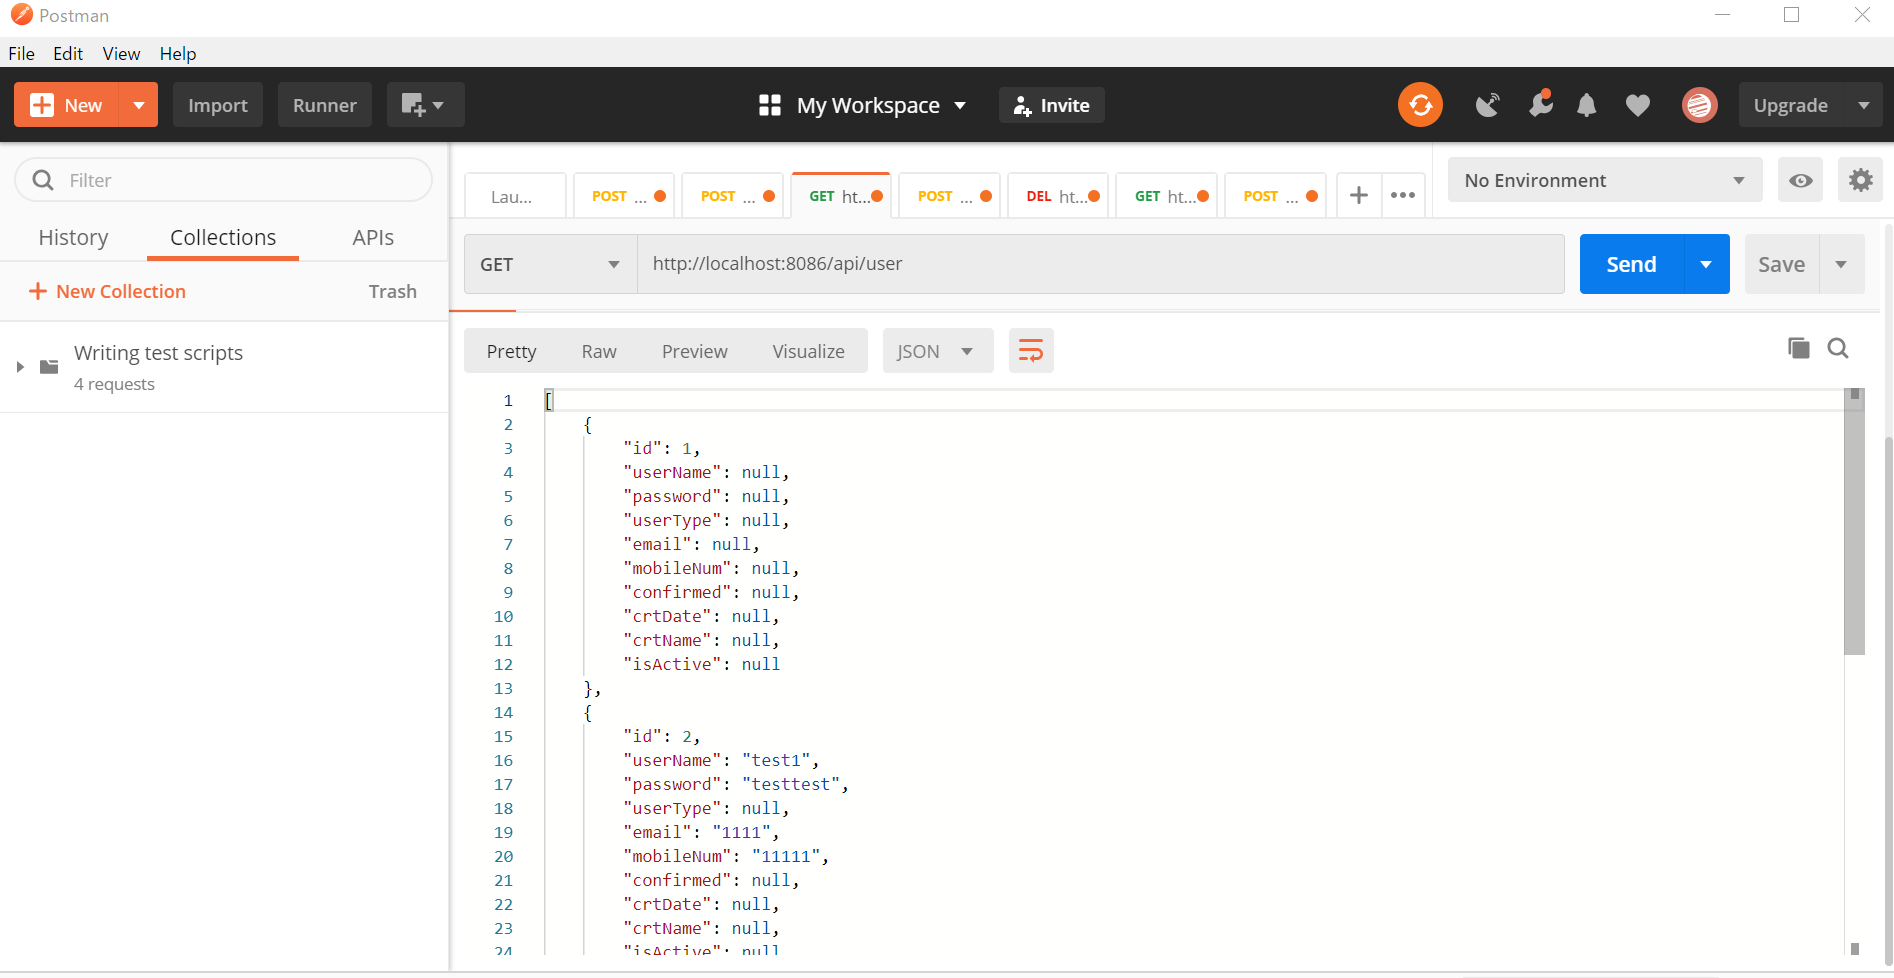 Postman
File Edit View Help
New Import Runner My Workspace Invite Upgrade
Filter
History Collections APIs
New Collection Trash
Writing test scripts
4 requests
Lau... POST ... POST ... GET ht... POST ... DEL ht... GET ht... POST ... No Environment
GET http://localhost:8086/api/user Send Save
Pretty Raw Preview Visualize JSON
1 [
2 {
3 "id": 1,
4 "userName": null,
5 "password": null,
6 "userType": null,
7 "email": null,
8 "mobileNum": null,
9 "confirmed": null,
10 "crtDate": null,
11 "crtName": null,
12 "isActive": null
13 },
14 {
15 "id": 2,
16 "userName": "test1",
17 "password": "testtest",
18 "userType": null,
19 "email": "1111",
20 "mobileNum": "11111",
21 "confirmed": null,
22 "crtDate": null,
23 "crtName": null,
24 "isActive": null